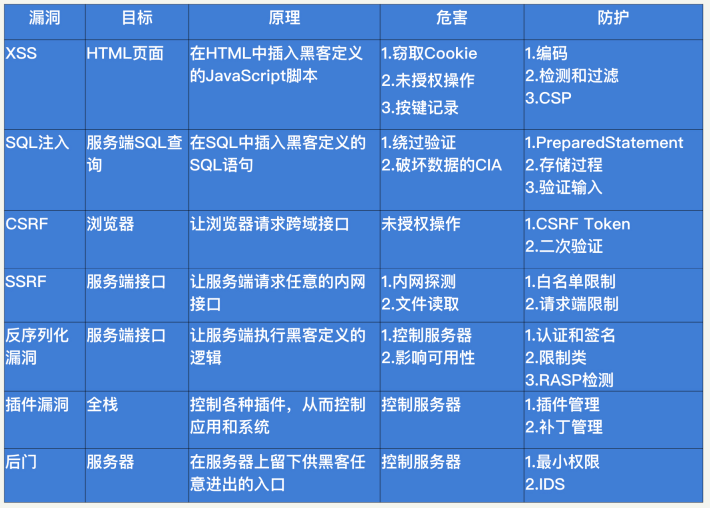 漏洞
目标
原理
危害
防护
XSS
HTML页面
在HTML中插入黑客定义
的JavaScript脚本
1.窃取Cookie
2.未授权操作
3.按键记录
1.编码
2.检测和过滤
3.CSP
SQL注入
服务端SQL查
询
在SQL中插入黑客定义的
SQL语句
1.绕过验证
2.破坏数据的CIA
1.PreparedStatement
2.存储过程
3.验证输入
CSRF
浏览器
让浏览器请求跨域接口
未授权操作
1.CSRF Token
2.二次验证
SSRF
服务端接口
让服务端请求任意的内网
接口
1.内网探测
2.文件读取
1.白名单限制
2.请求端限制
反序列化
漏洞
服务端接口
让服务端执行黑客定义的
逻辑
1.控制服务器
2.影响可用性
1.认证和签名
2.限制类
3.RASP检测
插件漏洞
全栈
控制各种插件，从而控制
应用和系统
控制服务器
1.插件管理
2.补丁管理
后门
服务器
在服务器上留下供黑客任
意进出的入口
控制服务器
1.最小权限
2.IDS